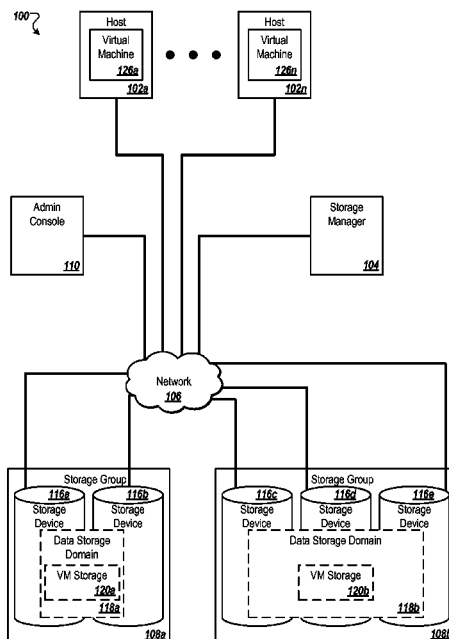 100
Host
Virtual
Machine
126a
102a
Host
Virtual
Machine
126n
102n
Admin
Console
110
Storage
Manager
104
Network
106
Storage Group
116a
116b
Storage
Device
Storage
Device
Data Storage
Domain
VM Storage
120a
118a
108a
Storage Group
116c
116d
116e
Storage
Device
Storage
Device
Storage
Device
Data Storage Domain
VM Storage
120b
118b